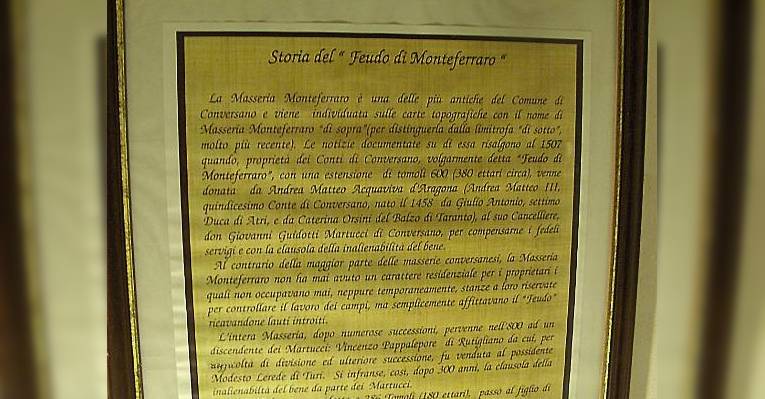 Storia del " Feudo di Monteferraro "
La Masseria Monteferraro è una delle più antiche del Comune di
Conversano e viene individuata sulle carte topografiche con il nome di
Masseria Monteferraro "di sopra"(per distinguerla dalla limitrofa "di sotto",
molto più recente). Le notizie documentate su di essa risalgono al 1507
quando, proprietà dei Conti di Conversano, volgarmente detta "Feudo di
Monteferraro", con una estensione di tomoli 600 (380 ettari circa), venne
donata da Andrea Matteo Acquaviva d'Aragona (Andrea Matteo III,
quindicesimo Conte di Conversano, nato il 1458 da Giulio Antonio, settimo
Duca di Atri, e da Caterina Orsini del Balzo di Taranto), al suo Cancelliere,
don Giovanni Guidotti Martucci di Conversano, per compensarne i fedeli
servigi e con la clausola della inalienabilità del bene.
Al contrario della maggior parte delle masserie conversanesi, la Masseria
Monteferraro non ha mai avuto un carattere residenziale per i proprietari i
quali non occupavano mai, neppure temporaneamente, stanze a loro riservate
per controllare il lavoro dei campi, ma semplicemente affittavano il "Feudo"
ricavandone lauti introiti.
L'intera Masseria, dopo numerose successioni, pervenne nell'800 ad un
discendente dei Martucci: Vincenzo Pappalepore di Rutigliano da cui, per
difficoltà di divisione ed ulteriore successione, fu venduta al possidente
Modesto Lerede di Turi. Si infranse, così, dopo 300 anni, la clausola della
inalienabilità del bene da parte dei Martucci.
286 Tomoli (180 ettari), passò al figlio di